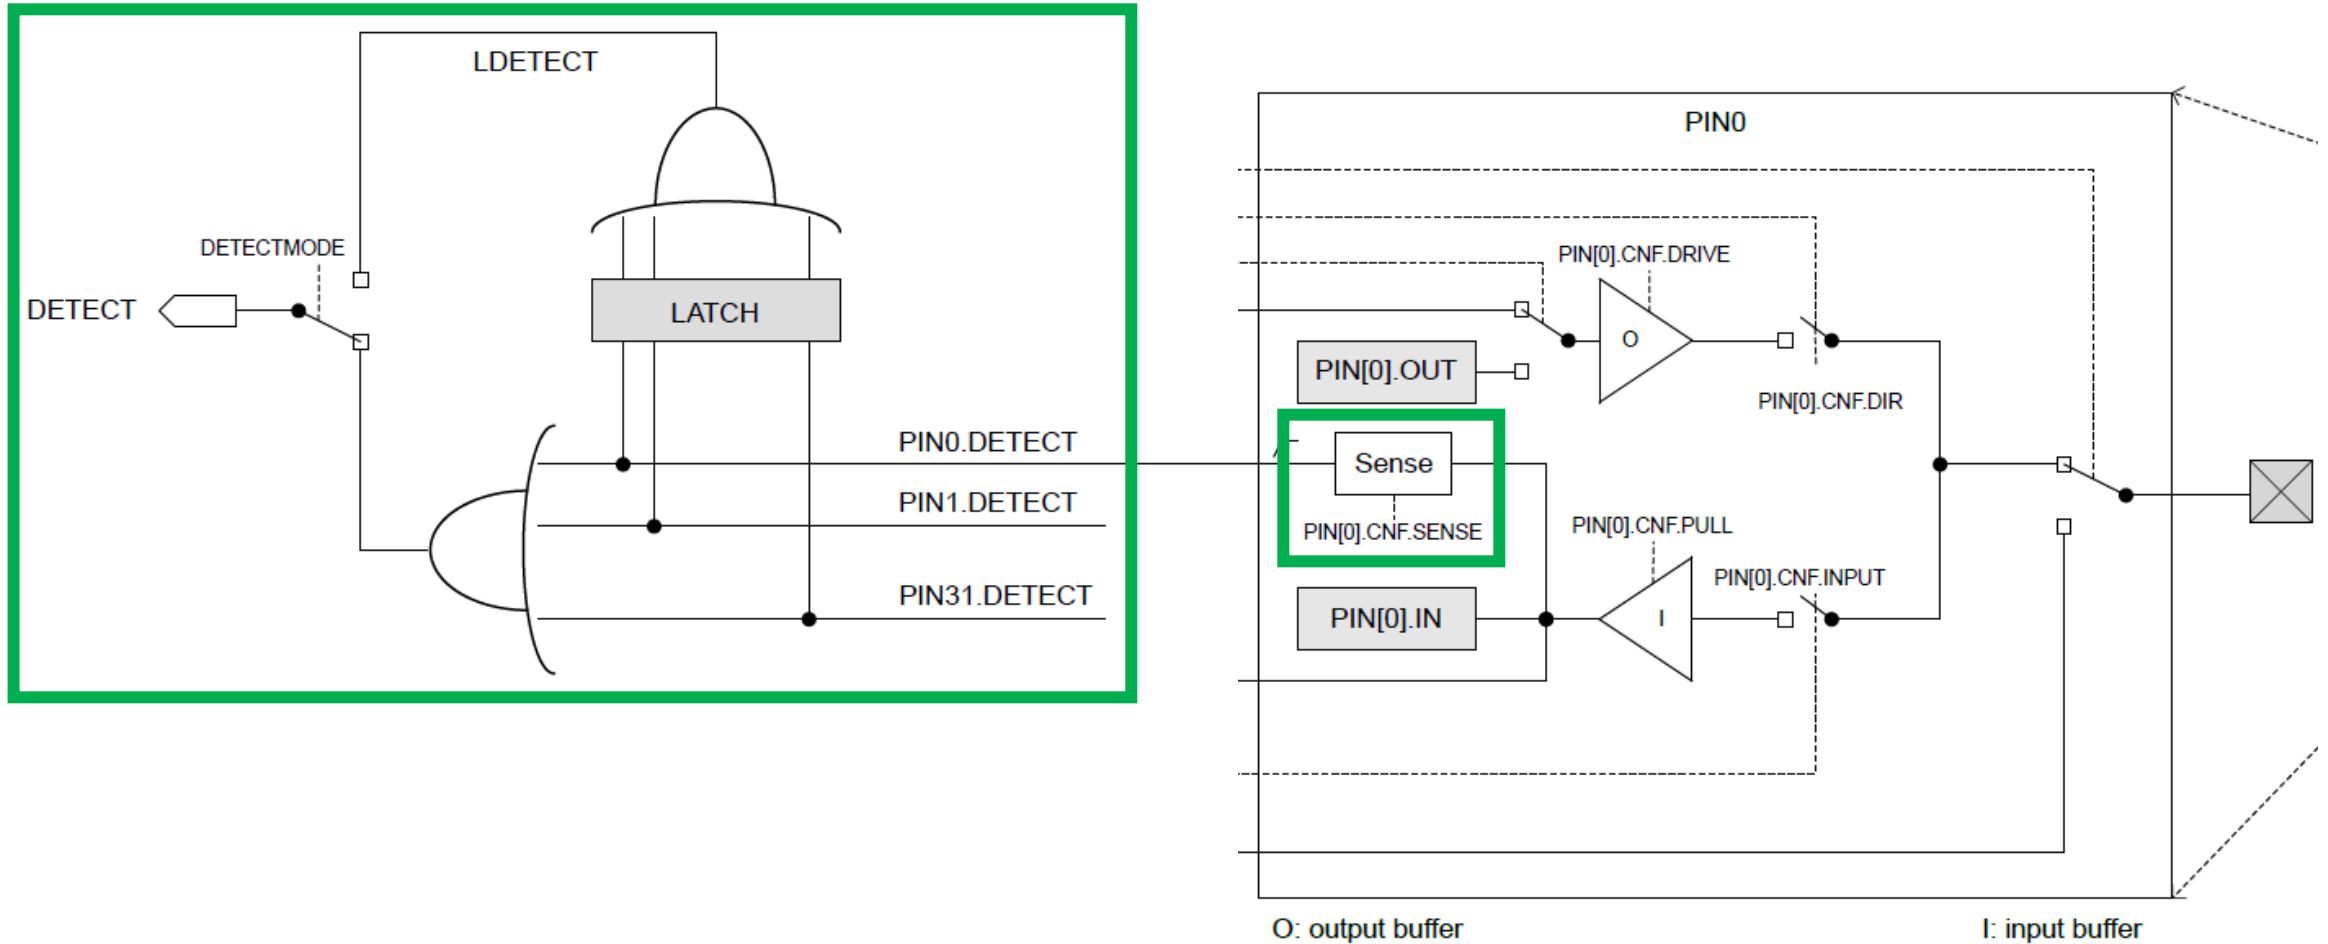 LDETECT
DETECTMODE
DETECT
LATCH
PIN0.DETECT
PIN1.DETECT
PIN31.DETECT
PIN0
PIN[0].CNF.DRIVE
O
PIN[0].OUT
PIN[0].CNF.DIR
Sense
PIN[0].CNF.SENSE
PIN[0].CNF.PULL
PIN[0].CNF.INPUT
PIN[0].IN
I
O: output buffer
I: input buffer